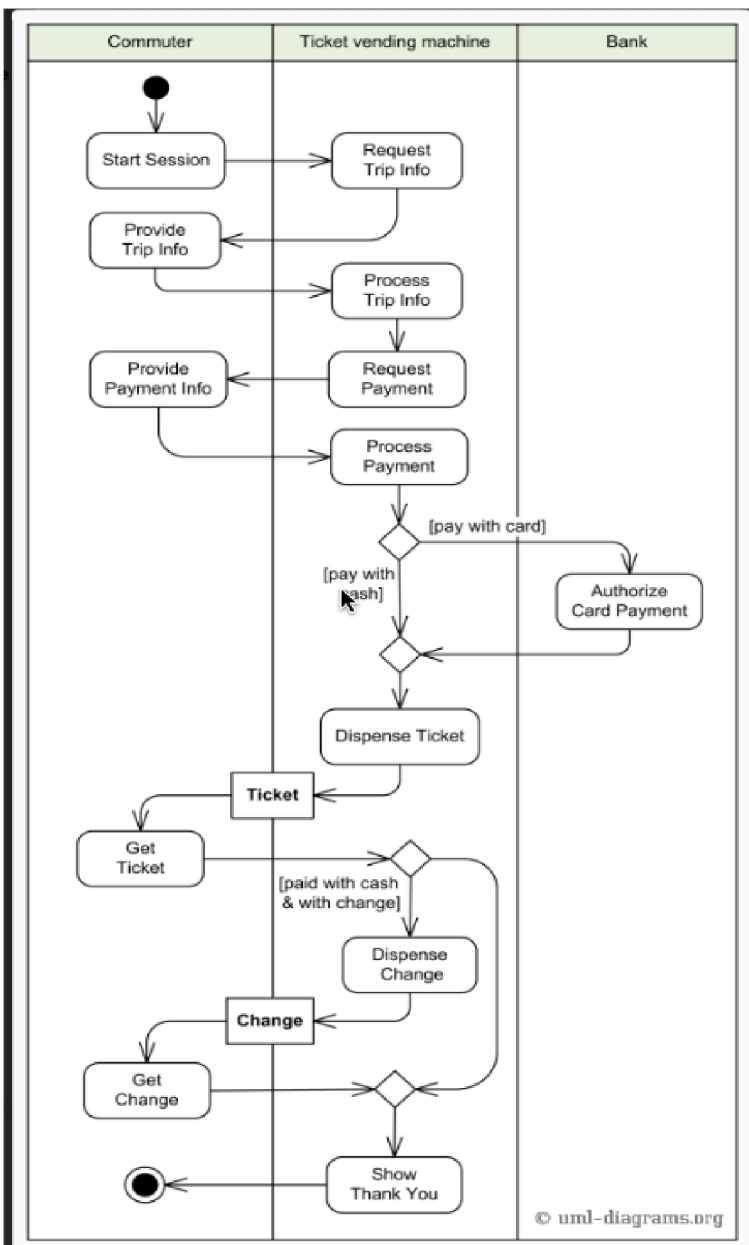 Commuter
Ticket vending machine
Bank
Start Session
Request
Trip Info
Provide
Trip Info
Process
Trip Info
Provide
Payment Info
Request
Payment
Process
Payment
[pay with card]
[pay with
ash]
Authorize
Card Payment
Dispense Ticket
Ticket
Get
Ticket
[paid with cash
& with change]
Dispense
Change
Change
Get
Change
Show
Thank You
© uml-diagrams.org